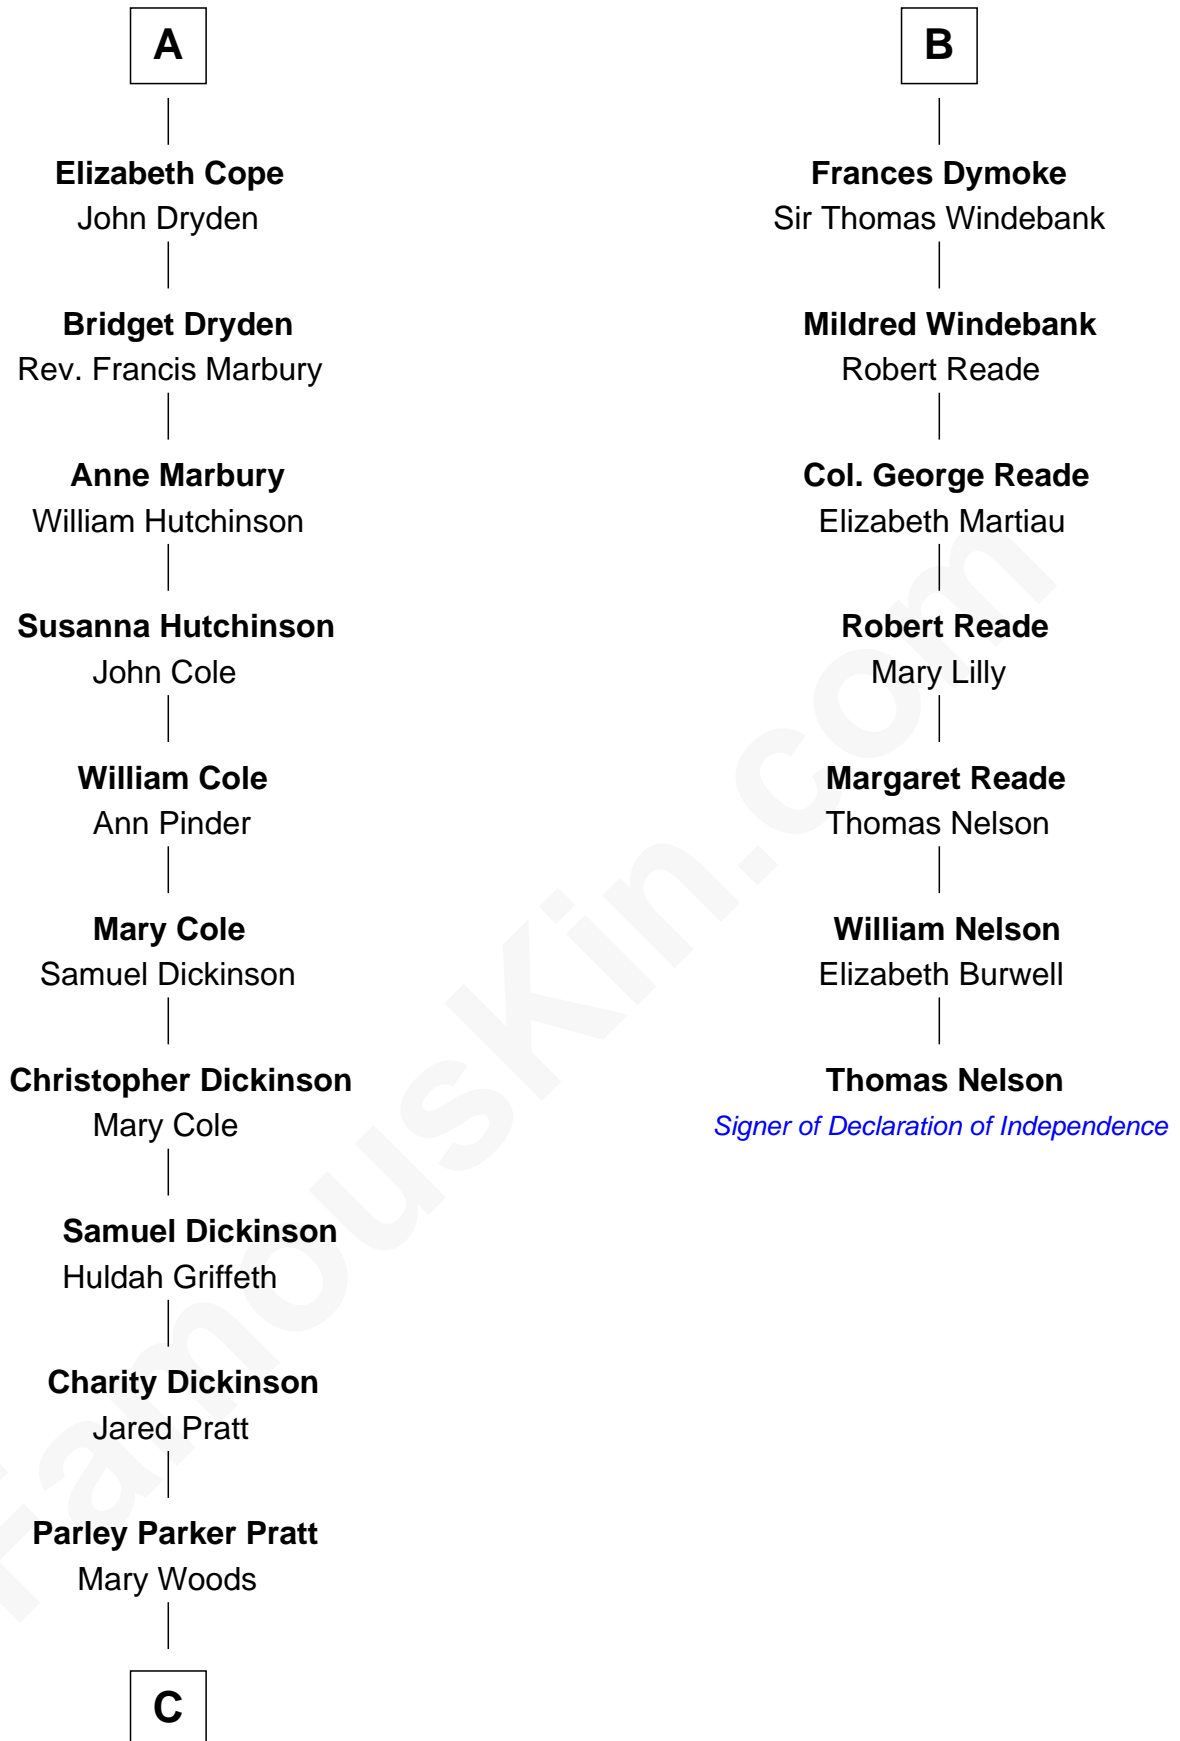 A
Elizabeth Cope
John Dryden
Bridget Dryden
Rev. Francis Marbury
Anne Marbury
William Hutchinson
Susanna Hutchinson
John Cole
William Cole
Ann Pinder
Mary Cole
Samuel Dickinson
Christopher Dickinson
Mary Cole
Samuel Dickinson
Huldah Griffeth
Charity Dickinson
Jared Pratt
Parley Parker Pratt
Mary Woods
C
B
Frances Dymoke
Sir Thomas Windebank
Mildred Windebank
Robert Reade
Col. George Reade
Elizabeth Martiau
Robert Reade
Mary Lilly
Margaret Reade
Thomas Nelson
William Nelson
Elizabeth Burwell
Thomas Nelson
Signer of Declaration of Independence
FamousKin.com